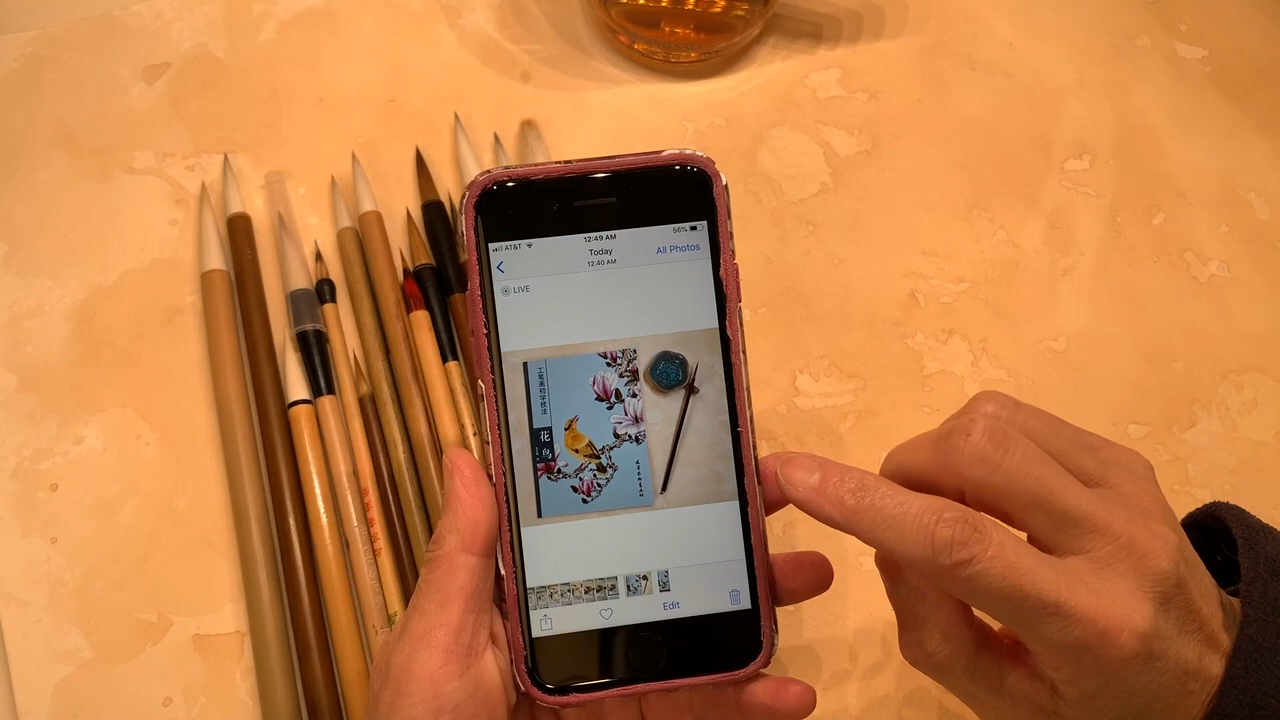 NESPRESSO
AT&T
12:49 AM
56%
Today
12:40 AM
All Photos
LIVE
工笔画初学技法
花鸟
Edit